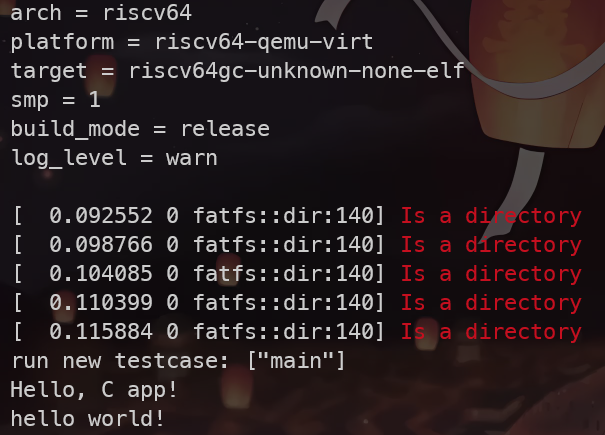 arch = riscv64
platform = riscv64-qemu-virt
target = riscv64gc-unknown-none-elf
smp = 1
build_mode = release
log_level = warn
[  0.092552 0 fatfs::dir:140] Is a directory
[  0.098766 0 fatfs::dir:140] Is a directory
[  0.104085 0 fatfs::dir:140] Is a directory
[  0.110399 0 fatfs::dir:140] Is a directory
[  0.115884 0 fatfs::dir:140] Is a directory
run new testcase: ["main"]
Hello, C app!
hello world!